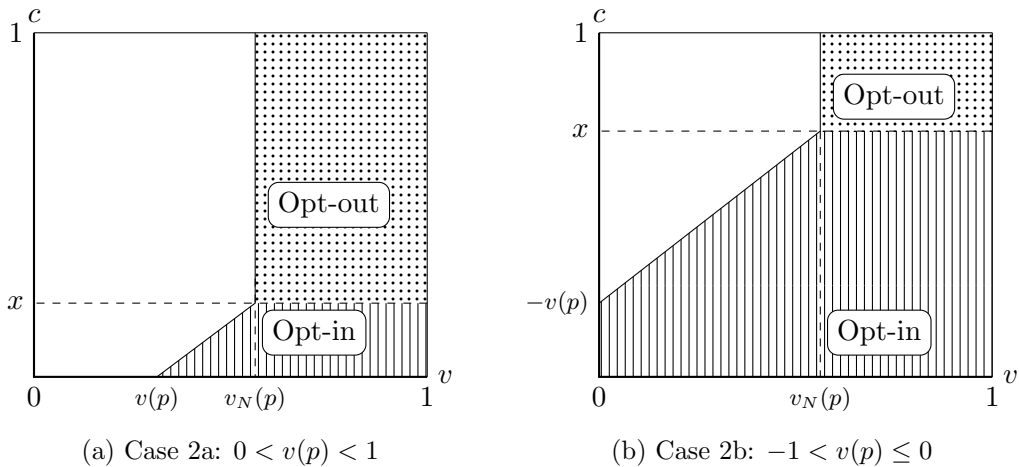 c
1
Opt-out
x
Opt-in
v
0
v(p)
v_N(p)
1
(a) Case 2a: 0 < v(p) < 1
c
1
Opt-out
x
−v(p)
Opt-in
v
0
v_N(p)
1
(b) Case 2b: −1 < v(p) ≤ 0